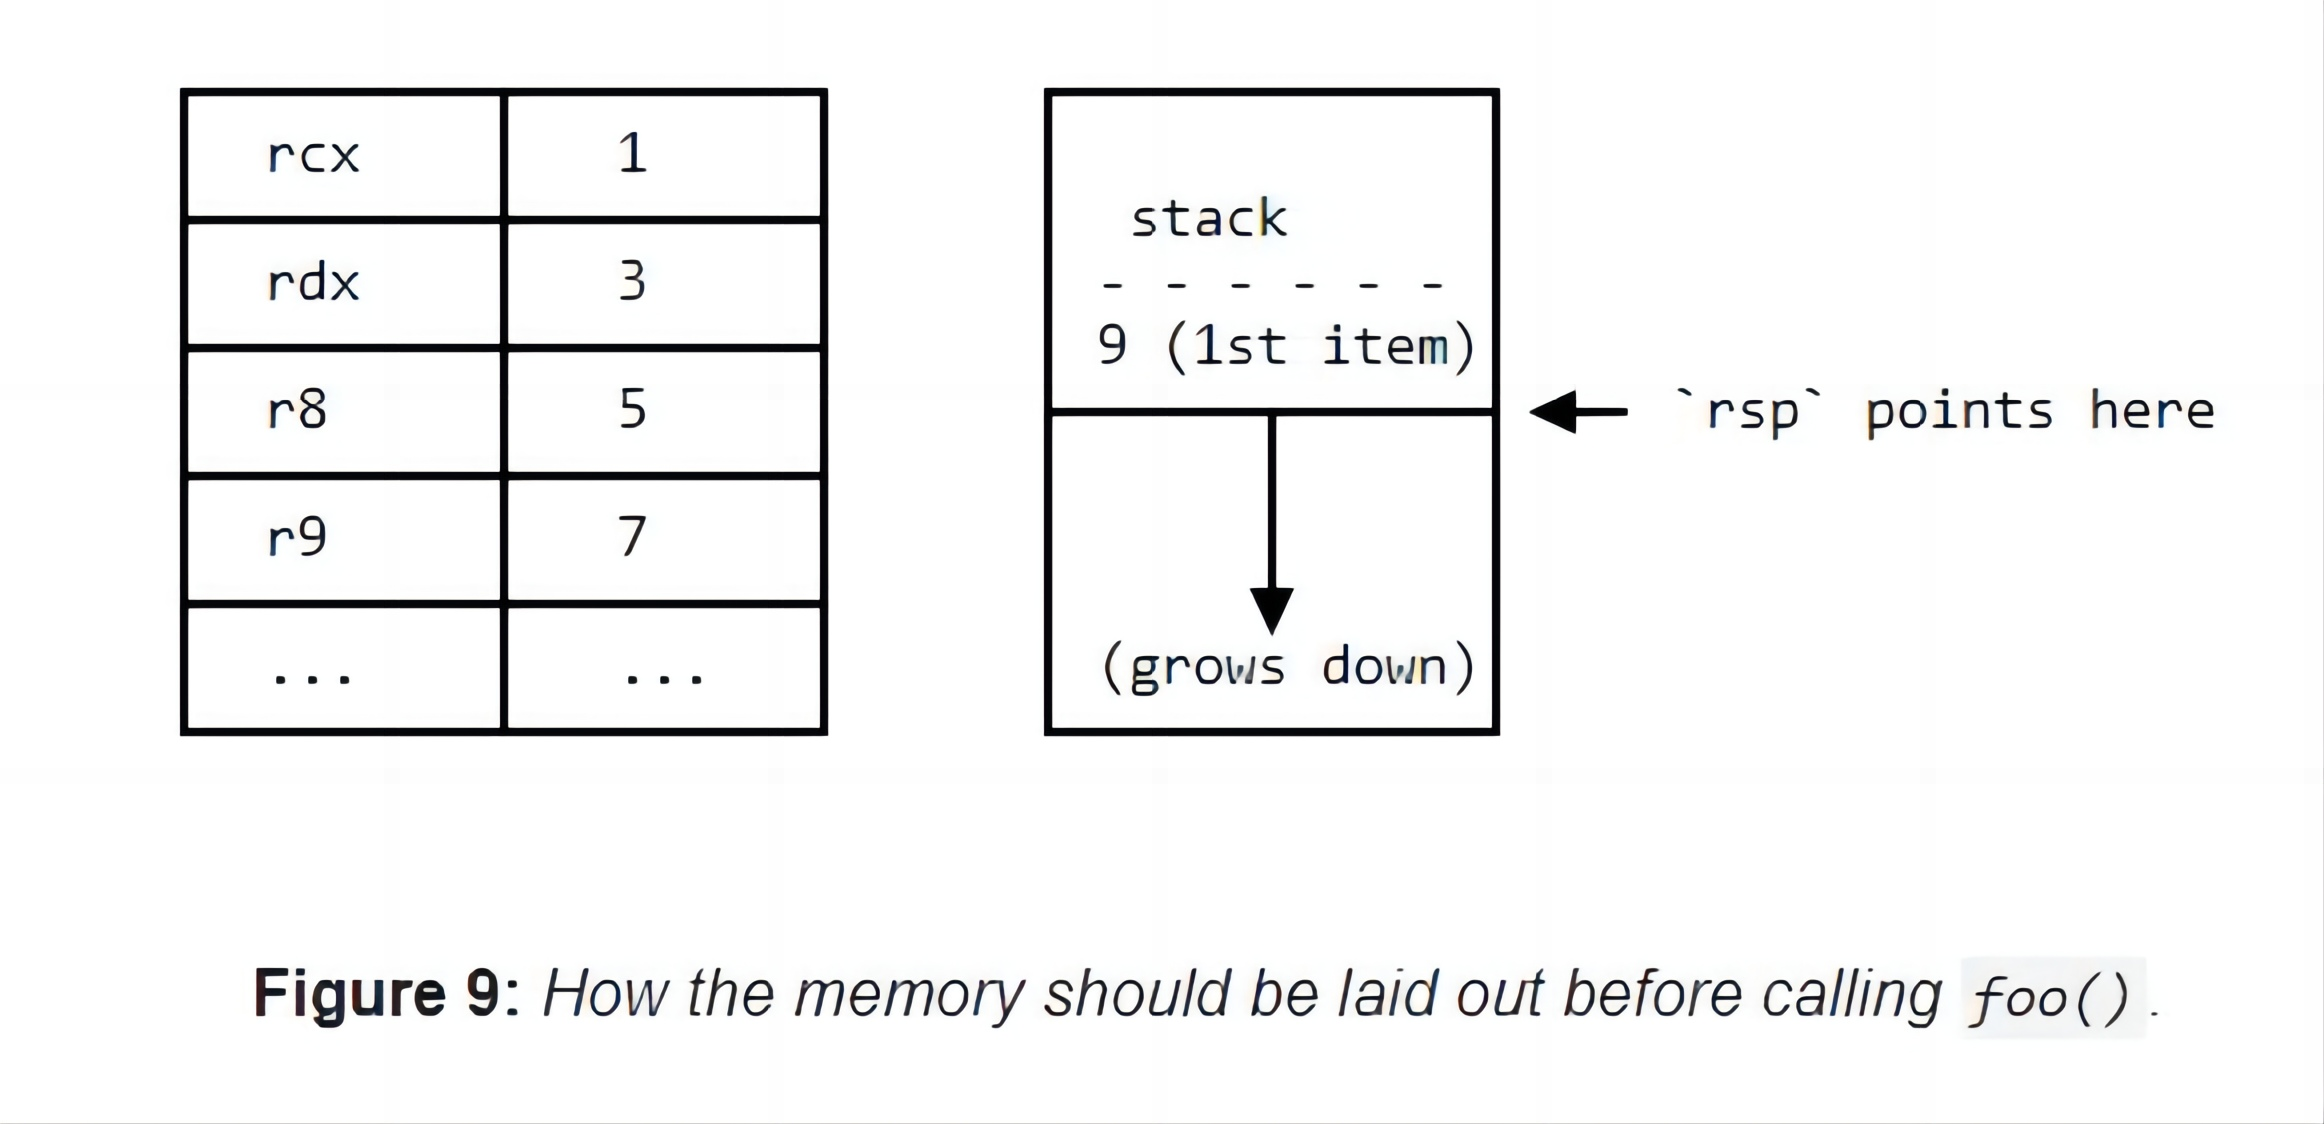 rcx 1
rdx 3
r8 5
r9 7
... ...
stack
- - - - - -
9 (1st item)
`rsp` points here
(grows down)
Figure 9: How the memory should be laid out before calling foo().